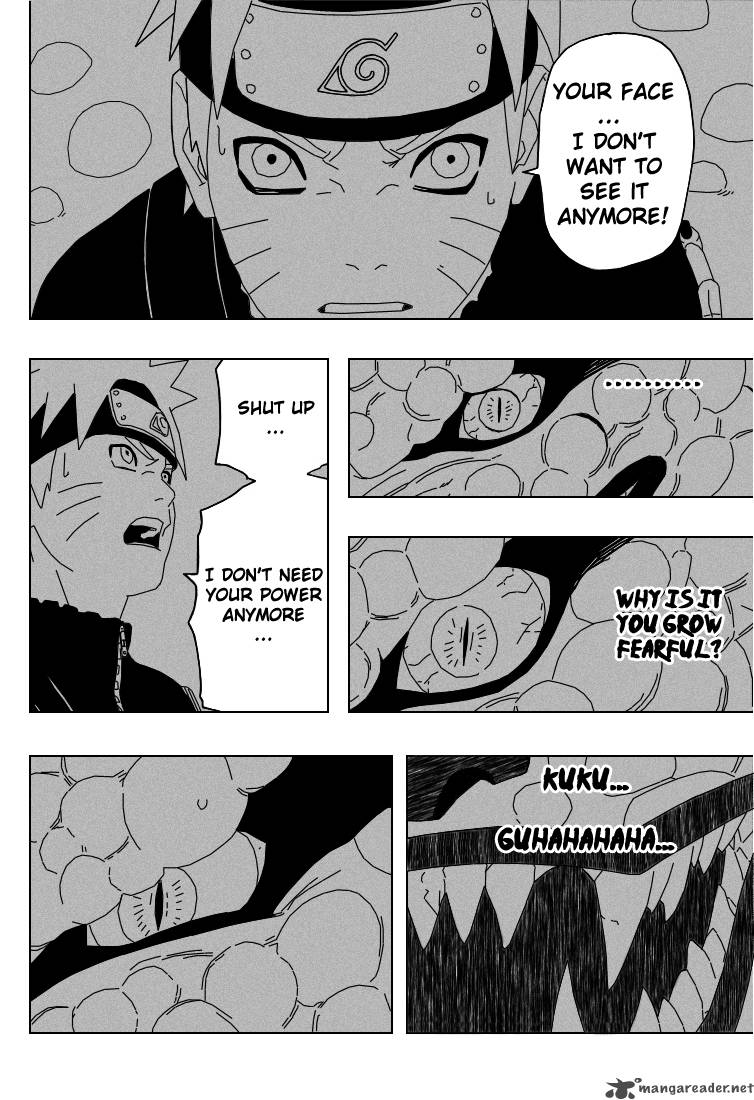 YOUR FACE
...
I DON'T
WANT TO
SEE IT
ANYMORE!
..........
SHUT UP
...
I DON'T NEED
YOUR POWER
ANYMORE
...
WHY IS IT
YOU GROW
FEARFUL?
KUKU...
GUHAHAHAHA...
mangareader.net